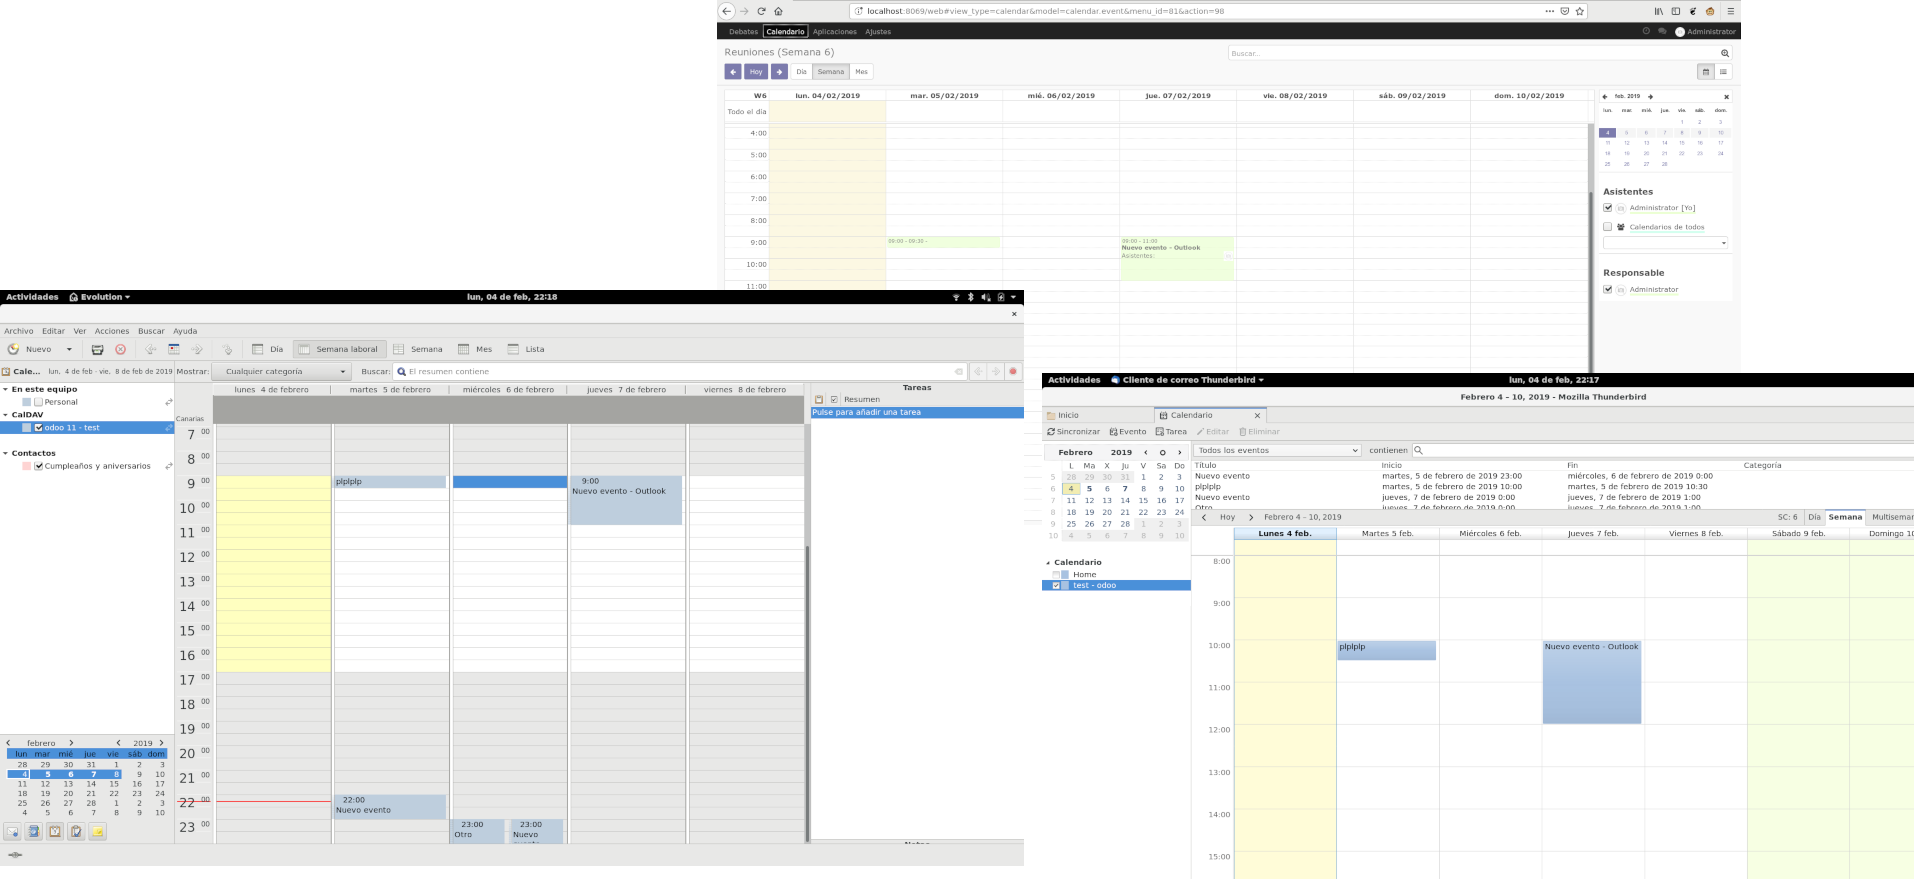 localhost:8069/web#view_type=calendar&model=calendar.event&menu_id=81&action=98
Debates Calendario Aplicaciones Ajustes Administrator
Reuniones (Semana 6)
Buscar...
Hoy Día Semana Mes
W6 lun. 04/02/2019 mar. 05/02/2019 mié. 06/02/2019 jue. 07/02/2019 vie. 08/02/2019 sáb. 09/02/2019 dom. 10/02/2019
Todo el día
4:00
5:00
6:00
7:00
8:00
9:00
10:00
11:00
09:00 - 09:30 -
09:00 - 11:00
Nuevo evento - Outlook
Asistentes:
feb. 2019
lun. mar. mié. jue. vie. sáb. dom.
1 2 3
4 5 6 7 8 9 10
11 12 13 14 15 16 17
18 19 20 21 22 23 24
25 26 27 28
Asistentes
Administrator [Yo]
Calendarios de todos
Responsable
Administrator
Actividades Evolution lun, 04 de feb, 22:18
Archivo Editar Ver Acciones Buscar Ayuda
Nuevo Día Semana laboral Semana Mes Lista
Cale... lun, 4 de feb - vie, 8 de feb de 2019 Mostrar: Cualquier categoría Buscar: El resumen contiene
En este equipo
Personal
CalDAV
odoo 11 - test
Contactos
Cumpleaños y aniversarios
lunes 4 de febrero martes 5 de febrero miércoles 6 de febrero jueves 7 de febrero viernes 8 de febrero
Canarias
7 00
8 00
9 00
10 00
11 00
12 00
13 00
14 00
15 00
16 00
17 00
18 00
19 00
20 00
21 00
22 00
23 00
plplplp
9:00
Nuevo evento - Outlook
22:00
Nuevo evento
23:00
Otro
23:00
Nuevo
evento
Tareas
Resumen
Pulse para añadir una tarea
Notas
febrero 2019
lun mar mié jue vie sáb dom
28 29 30 31 1 2 3
4 5 6 7 8 9 10
11 12 13 14 15 16 17
18 19 20 21 22 23 24
25 26 27 28 1 2 3
4 5 6 7 8 9 10
Actividades Cliente de correo Thunderbird lun, 04 de feb, 22:17
Febrero 4 – 10, 2019 - Mozilla Thunderbird
Inicio Calendario
Sincronizar Evento Tarea Editar Eliminar
Febrero 2019
L Ma X Ju V Sa Do
5 28 29 30 31 1 2 3
6 4 5 6 7 8 9 10
7 11 12 13 14 15 16 17
8 18 19 20 21 22 23 24
9 25 26 27 28 1 2 3
10 4 5 6 7 8 9 10
Calendario
Home
test - odoo
Todos los eventos contienen
Título Inicio Fin Categoría
Nuevo evento martes, 5 de febrero de 2019 23:00 miércoles, 6 de febrero de 2019 0:00
plplplp martes, 5 de febrero de 2019 10:00 martes, 5 de febrero de 2019 10:30
Nuevo evento jueves, 7 de febrero de 2019 0:00 jueves, 7 de febrero de 2019 1:00
Otro jueves, 7 de febrero de 2019 0:00 jueves, 7 de febrero de 2019 1:00
Hoy Febrero 4 – 10, 2019 SC: 6 Día Semana Multiseman
Lunes 4 feb. Martes 5 feb. Miércoles 6 feb. Jueves 7 feb. Viernes 8 feb. Sábado 9 feb. Domingo 10
8:00
9:00
10:00
11:00
12:00
13:00
14:00
15:00
plplplp
Nuevo evento - Outlook